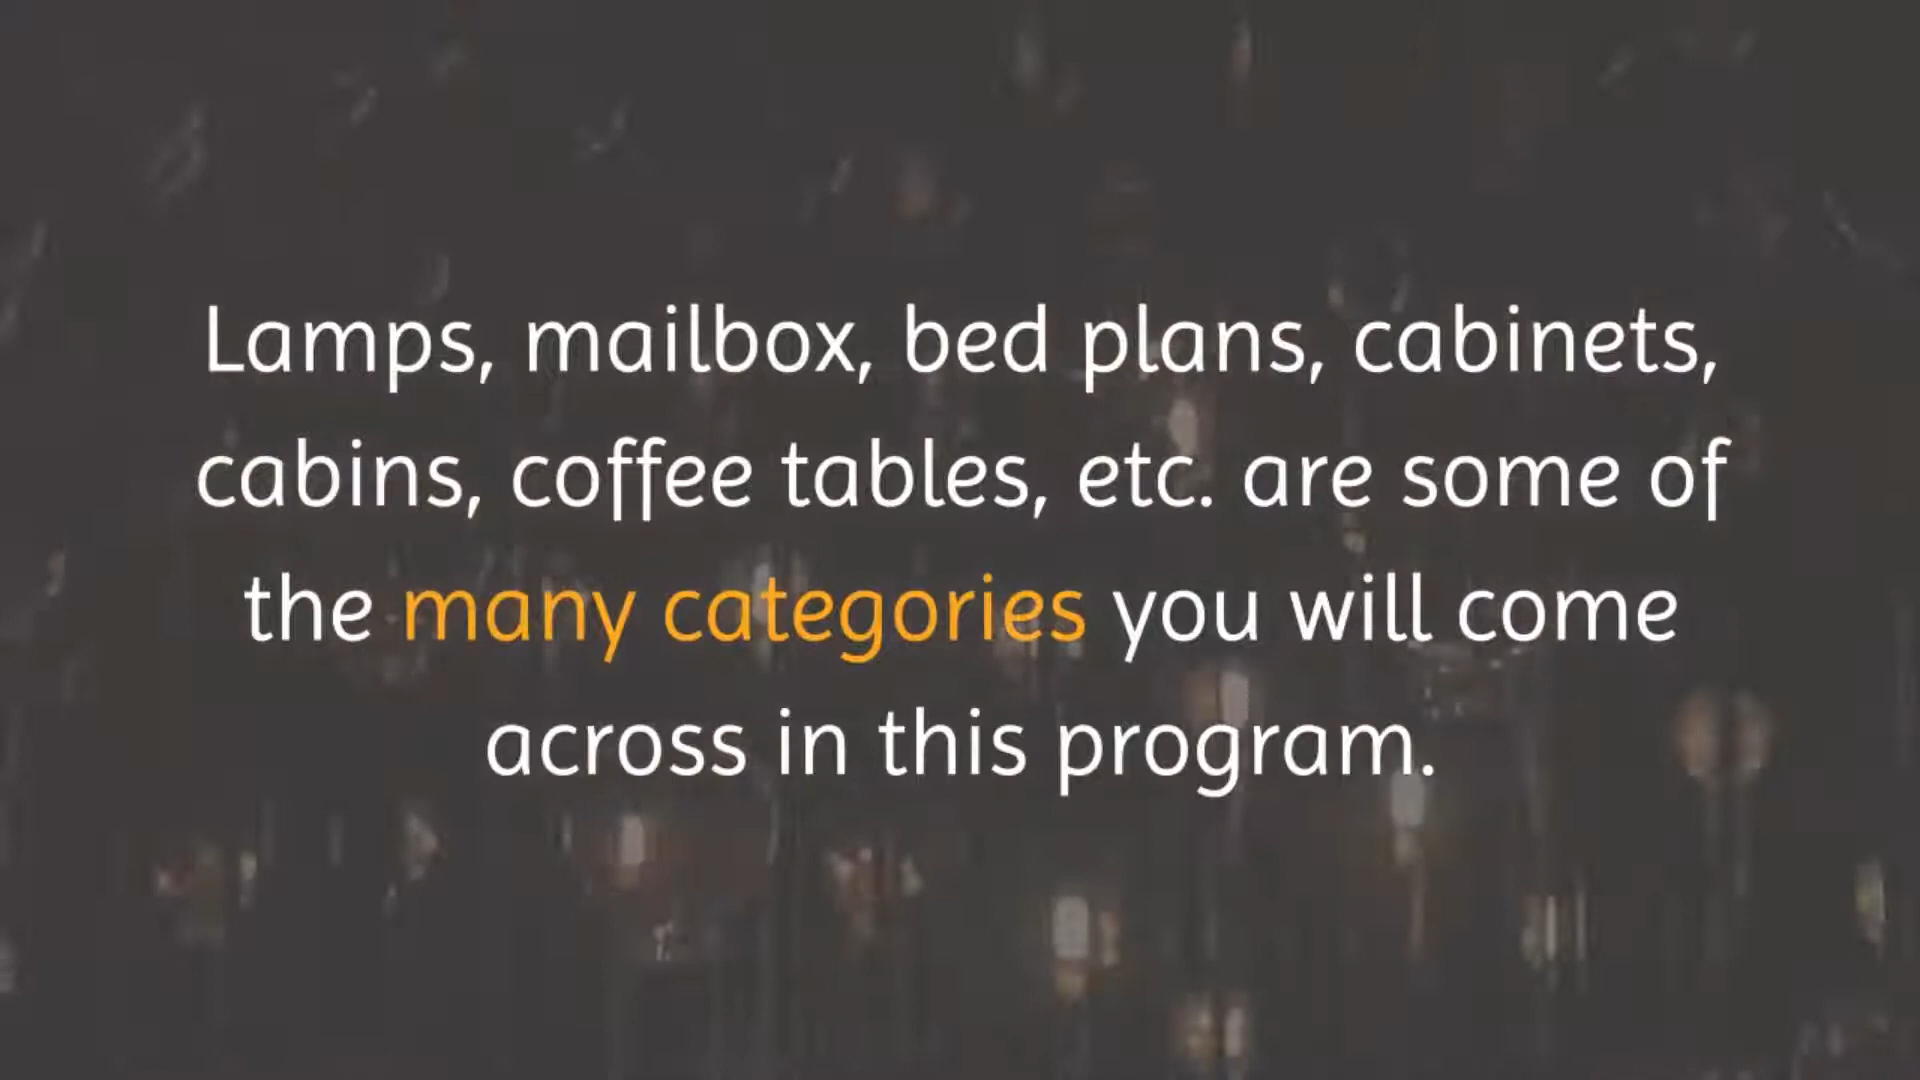 Lamps, mailbox, bed plans, cabinets,
cabins, coffee tables, etc. are some of
the many categories you will come
across in this program.